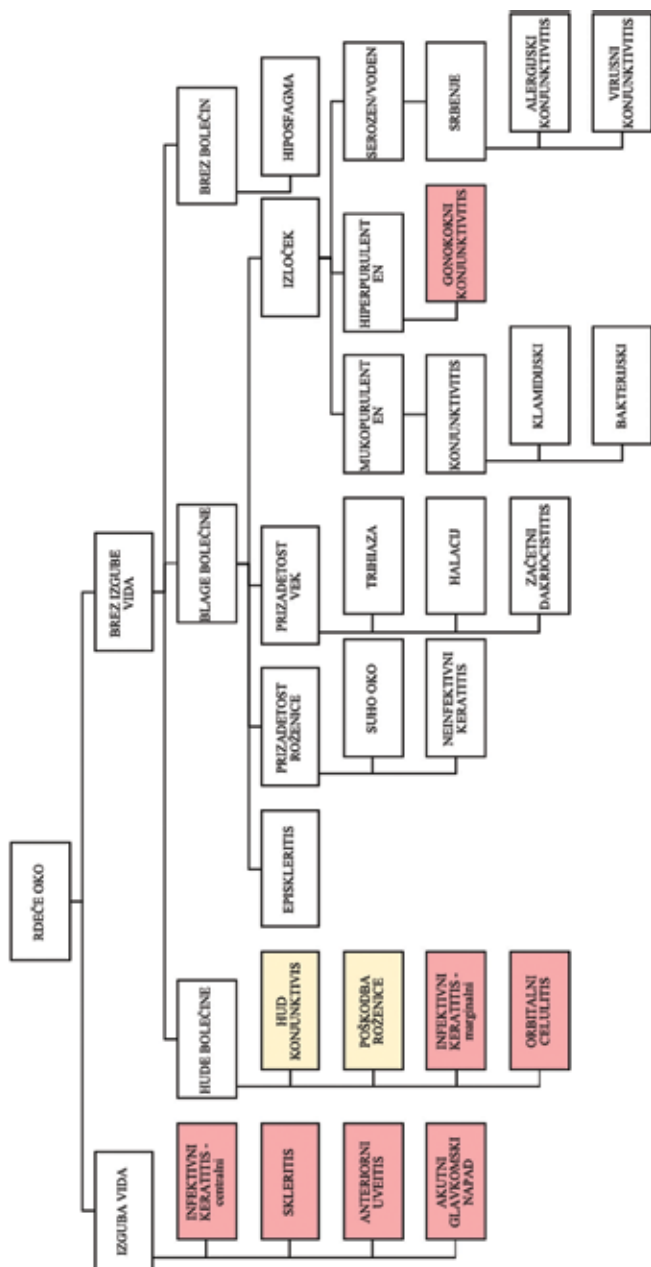 RDEČE OKO
IZGUBA VIDA
INFEKTIVNI
KERATITIS -
centralni
SKLERITIS
ANTERIORNI
UVEITIS
AKUTNI
GLAVKOMSKI
NAPAD
BREZ IZGUBE
VIDA
HUDE BOLEČINE
HUD
KONJUNKTIVIS
POŠKODBA
ROŽENICE
INFEKTIVNI
KERATITIS -
marginalni
ORBITALNI
CELULITIS
BLAGE BOLEČINE
EPISKLERITIS
PRIZADETOST
ROŽENICE
SUHO OKO
NEINFEKTIVNI
KERATITIS
PRIZADETOST
VEK
TRIHIAZA
HALACIJ
ZAČETNI
DAKRIOCISTITIS
IZLOČEK
MUKOPURULENT
EN
KONJUNKTIVITIS
KLAMIDIJSKI
BAKTERIJSKI
HIPERPURULENT
EN
GONOKOKNI
KONJUNKTIVITIS
SEROZEN/VODEN
SRBENJE
ALERGIJSKI
KONJUNKTIVITIS
VIRUSNI
KONJUNKTIVITIS
BREZ BOLEČIN
HIPOSFAGMA